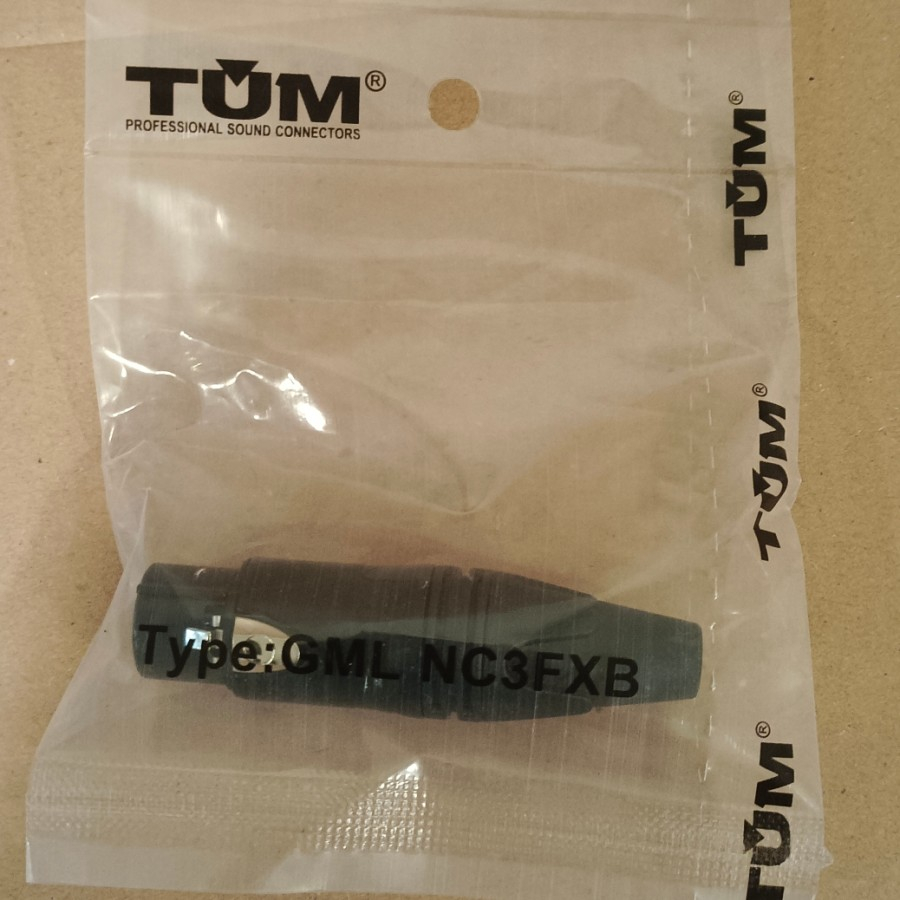 TUM®
PROFESSIONAL SOUND CONNECTORS
TUM®
TUM®
Type:GML NC3FXB
TUM®